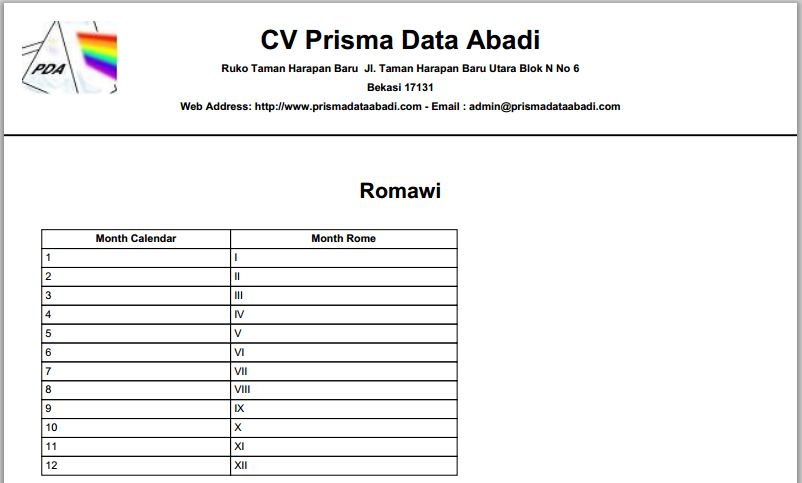 PDA
CV Prisma Data Abadi
Ruko Taman Harapan Baru  Jl. Taman Harapan Baru Utara Blok N No 6
Bekasi 17131
Web Address: http://www.prismadataabadi.com - Email : admin@prismadataabadi.com
Romawi
Month Calendar Month Rome
1 I
2 II
3 III
4 IV
5 V
6 VI
7 VII
8 VIII
9 IX
10 X
11 XI
12 XII